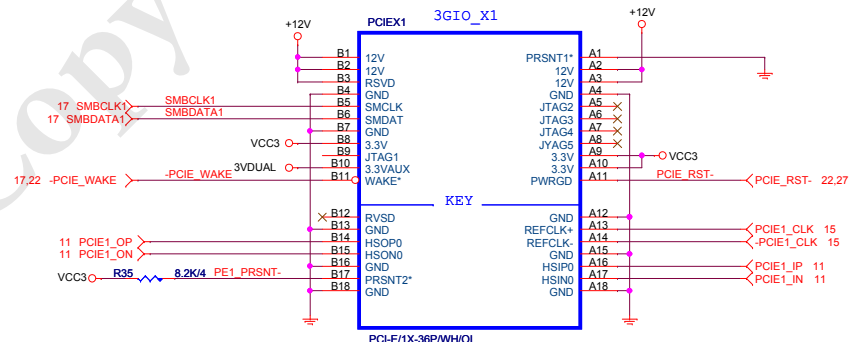 Copy
+12V
PCIEX1
3GIO_X1
+12V
B1 12V PRSNT1* A1
B2 12V 12V A2
B3 RSVD 12V A3
B4 GND GND A4
17 SMBCLK1 SMBCLK1 B5 SMCLK JTAG2 A5
17 SMBDATA1 SMBDATA1 B6 SMDAT JTAG3 A6
B7 GND JTAG4 A7
VCC3 B8 3.3V JYAG5 A8
B9 JTAG1 3.3V A9 VCC3
3VDUAL B10 3.3VAUX 3.3V A10
17,22 -PCIE_WAKE -PCIE_WAKE B11 WAKE* PWRGD A11 PCIE_RST- PCIE_RST- 22,27
KEY
B12 RVSD GND A12
B13 GND REFCLK+ A13 PCIE1_CLK 15
11 PCIE1_OP B14 HSOP0 REFCLK- A14 -PCIE1_CLK 15
11 PCIE1_ON B15 HSON0 GND A15
B16 GND HSIP0 A16 PCIE1_IP 11
VCC3 R35 8.2K/4 PE1_PRSNT- B17 PRSNT2* HSIN0 A17 PCIE1_IN 11
B18 GND GND A18
PCI-E/1X-36P/WH/OL